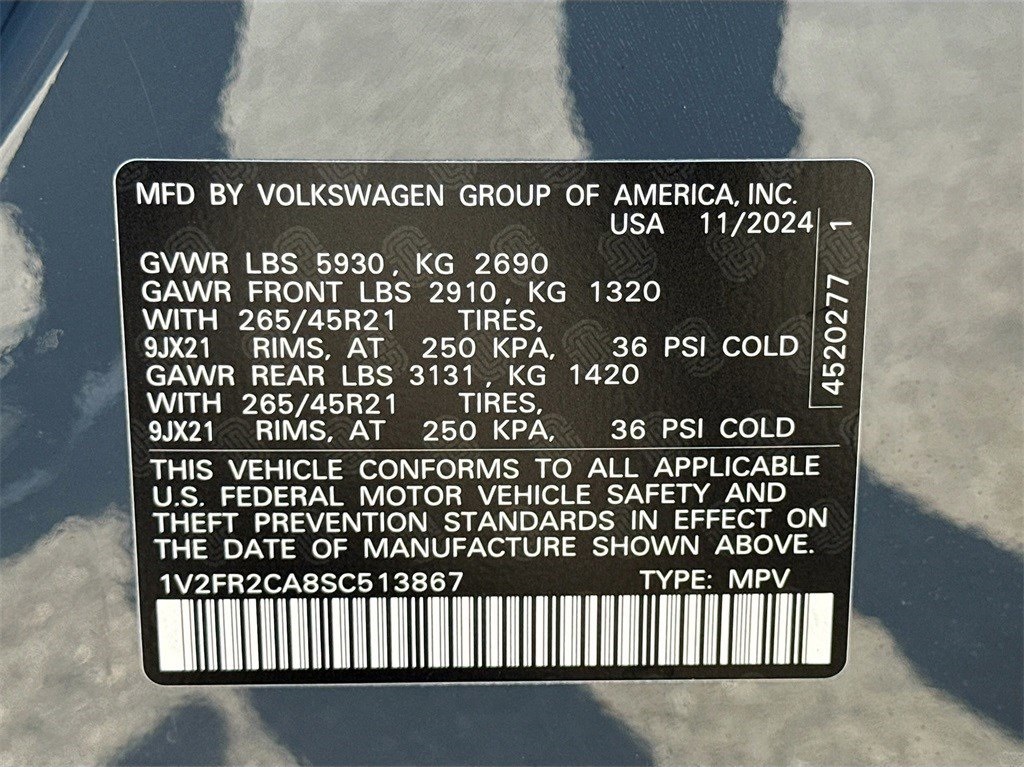 MFD BY VOLKSWAGEN GROUP OF AMERICA, INC.
USA 11/2024
GVWR LBS 5930, KG 2690
GAWR FRONT LBS 2910, KG 1320
WITH 265/45R21 TIRES,
9JX21 RIMS, AT 250 KPA, 36 PSI COLD
GAWR REAR LBS 3131, KG 1420
WITH 265/45R21 TIRES,
9JX21 RIMS, AT 250 KPA, 36 PSI COLD
4520277 1
THIS VEHICLE CONFORMS TO ALL APPLICABLE
U.S. FEDERAL MOTOR VEHICLE SAFETY AND
THEFT PREVENTION STANDARDS IN EFFECT ON
THE DATE OF MANUFACTURE SHOWN ABOVE.
1V2FR2CA8SC513867 TYPE: MPV